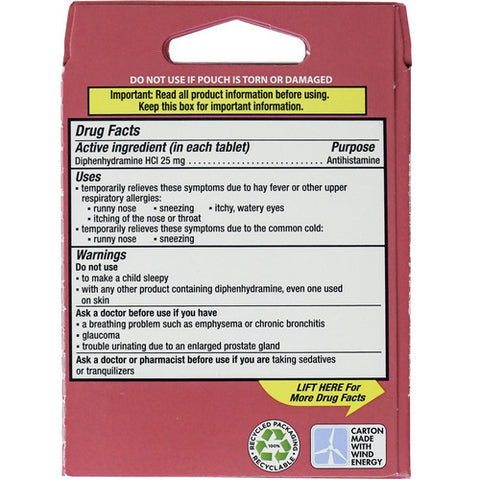 DO NOT USE IF POUCH IS TORN OR DAMAGED
Important: Read all product information before using.
Keep this box for important information.
Drug Facts
Active ingredient (in each tablet) Purpose
Diphenhydramine HCl 25 mg . . . . . . . . . . . . . . . . . . . . . . . . . . . . Antihistamine
Uses
▪ temporarily relieves these symptoms due to hay fever or other upper
respiratory allergies:
▪ runny nose ▪ sneezing ▪ itchy, watery eyes
▪ itching of the nose or throat
▪ temporarily relieves these symptoms due to the common cold:
▪ runny nose ▪ sneezing
Warnings
Do not use
▪ to make a child sleepy
▪ with any other product containing diphenhydramine, even one used
on skin
Ask a doctor before use if you have
▪ a breathing problem such as emphysema or chronic bronchitis
▪ glaucoma
▪ trouble urinating due to an enlarged prostate gland
Ask a doctor or pharmacist before use if you are taking sedatives
or tranquilizers
LIFT HERE For
More Drug Facts
RECYCLED PACKAGING
100%
RECYCLABLE
CARTON
MADE
WITH
WIND
ENERGY